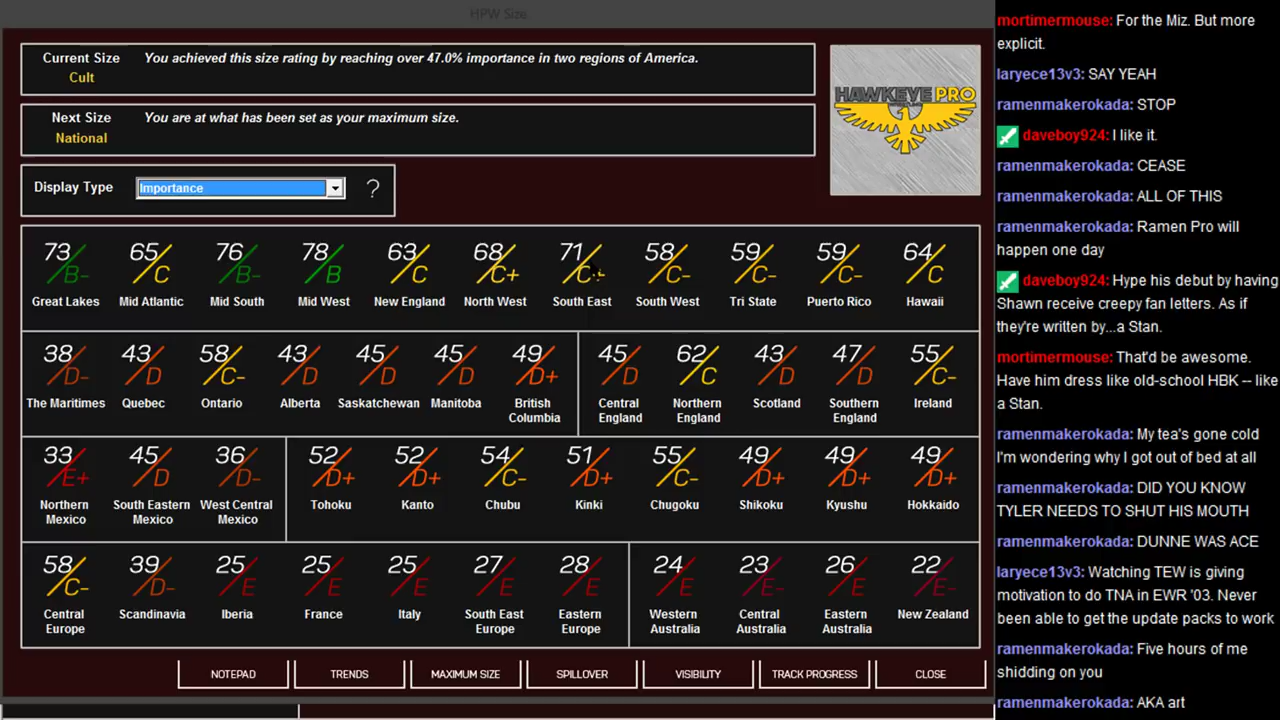 HPW Size.
Current Size
You achieved this size rating by reaching over 47.0% importance in two regions of America.
Cult
Next Size
You are at what has been set as your maximum size.
National
HAWKEYE PRO
Display Type
Importance
?
73/B- 65/C 76/B- 78/B 63/C 68/C+ 71/C+ 58/C- 59/C- 59/C- 64/C
Great Lakes Mid Atlantic Mid South Mid West New England North West South East South West Tri State Puerto Rico Hawaii
38/D- 43/D 58/C- 43/D 45/D 45/D 49/D+ 45/D 62/C 43/D 47/D 55/C-
The Maritimes Quebec Ontario Alberta Saskatchewan Manitoba British Central Northern Scotland Southern Ireland
Columbia England England England
33/E+ 45/D 36/D- 52/D+ 52/D+ 54/C- 51/D+ 55/C- 49/D+ 49/D+ 49/D+
Northern South Eastern West Central Tohoku Kanto Chubu Kinki Chugoku Shikoku Kyushu Hokkaido
Mexico Mexico Mexico
58/C- 39/D- 25/E 25/E 25/E 27/E 28/E 24/E 23/E- 26/E 22/E-
Central Scandinavia Iberia France Italy South East Eastern Western Central Eastern New Zealand
Europe Europe Europe Australia Australia Australia
NOTEPAD TRENDS MAXIMUM SIZE SPILLOVER VISIBILITY TRACK PROGRESS CLOSE
mortimermouse: For the Miz. But more
explicit.
laryece13v3: SAY YEAH
ramenmakerokada: STOP
daveboy924: I like it.
ramenmakerokada: CEASE
ramenmakerokada: ALL OF THIS
ramenmakerokada: Ramen Pro will
happen one day
daveboy924: Hype his debut by having
Shawn receive creepy fan letters. As if
they're written by...a Stan.
mortimermouse: That'd be awesome.
Have him dress like old-school HBK -- like
a Stan.
ramenmakerokada: My tea's gone cold
I'm wondering why I got out of bed at all
ramenmakerokada: DID YOU KNOW
TYLER NEEDS TO SHUT HIS MOUTH
ramenmakerokada: DUNNE WAS ACE
laryece13v3: Watching TEW is giving
motivation to do TNA in EWR '03. Never
been able to get the update packs to work
ramenmakerokada: Five hours of me
shidding on you
ramenmakerokada: AKA art